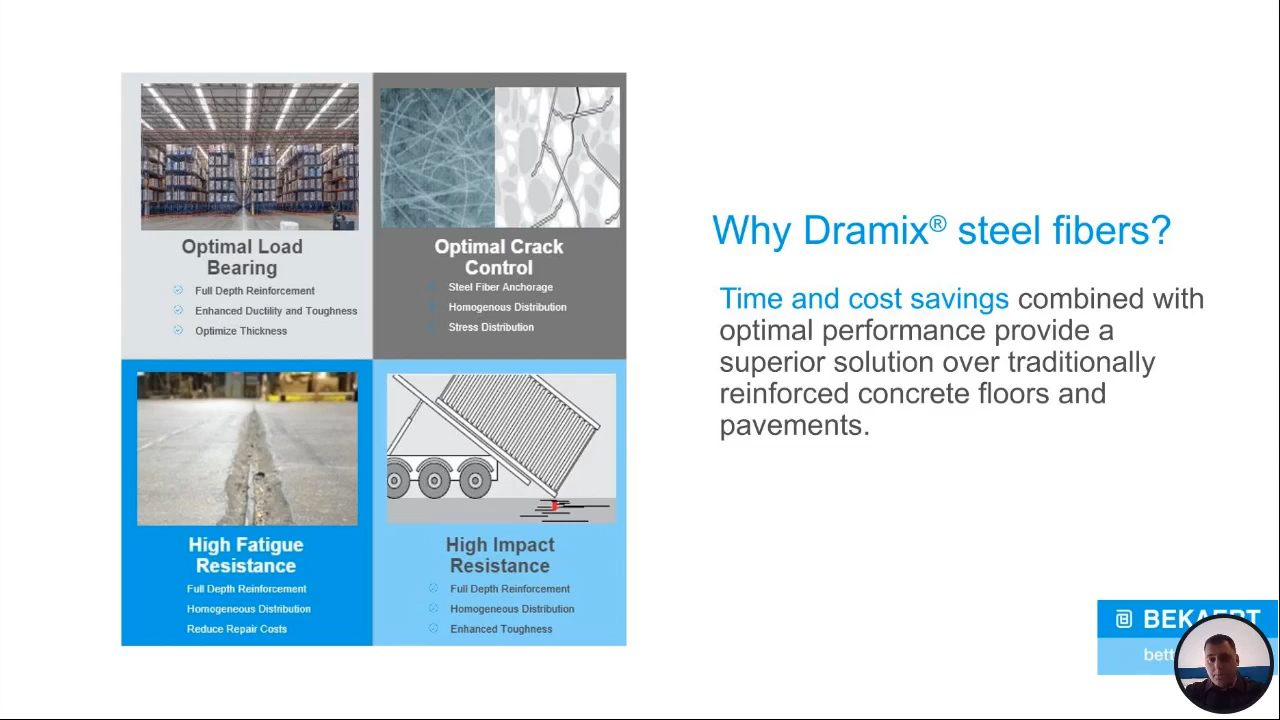 Optimal Load
Bearing
Full Depth Reinforcement
Enhanced Ductility and Toughness
Optimize Thickness
Optimal Crack
Control
Steel Fiber Anchorage
Homogenous Distribution
Stress Distribution
High Fatigue
Resistance
Full Depth Reinforcement
Homogeneous Distribution
Reduce Repair Costs
High Impact
Resistance
Full Depth Reinforcement
Homogeneous Distribution
Enhanced Toughness
Why Dramix® steel fibers?
Time and cost savings combined with
optimal performance provide a
superior solution over traditionally
reinforced concrete floors and
pavements.
BEKAERT